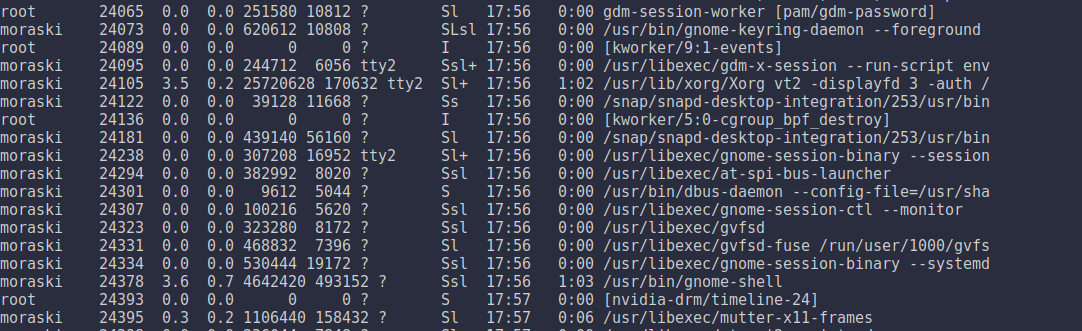 root 24065 0.0 0.0 251580 10812 ? Sl 17:56 0:00 gdm-session-worker [pam/gdm-password]
moraski 24073 0.0 0.0 620612 10808 ? SLsl 17:56 0:00 /usr/bin/gnome-keyring-daemon --foreground
root 24089 0.0 0.0 0 0 ? I 17:56 0:00 [kworker/9:1-events]
moraski 24095 0.0 0.0 244712 6056 tty2 Ssl+ 17:56 0:00 /usr/libexec/gdm-x-session --run-script env
moraski 24105 3.5 0.2 25720628 170632 tty2 Sl+ 17:56 1:02 /usr/lib/xorg/Xorg vt2 -displayfd 3 -auth /
moraski 24122 0.0 0.0 39128 11668 ? Ss 17:56 0:00 /snap/snapd-desktop-integration/253/usr/bin
root 24136 0.0 0.0 0 0 ? I 17:56 0:00 [kworker/5:0-cgroup_bpf_destroy]
moraski 24181 0.0 0.0 439140 56160 ? Sl 17:56 0:00 /snap/snapd-desktop-integration/253/usr/bin
moraski 24238 0.0 0.0 307208 16952 tty2 Sl+ 17:56 0:00 /usr/libexec/gnome-session-binary --session
moraski 24294 0.0 0.0 382992 8020 ? Ssl 17:56 0:00 /usr/libexec/at-spi-bus-launcher
moraski 24301 0.0 0.0 9612 5044 ? S 17:56 0:00 /usr/bin/dbus-daemon --config-file=/usr/sha
moraski 24307 0.0 0.0 100216 5620 ? Ssl 17:56 0:00 /usr/libexec/gnome-session-ctl --monitor
moraski 24323 0.0 0.0 323280 8172 ? Ssl 17:56 0:00 /usr/libexec/gvfsd
moraski 24331 0.0 0.0 468832 7396 ? Sl 17:56 0:00 /usr/libexec/gvfsd-fuse /run/user/1000/gvfs
moraski 24334 0.0 0.0 530444 19172 ? Ssl 17:56 0:00 /usr/libexec/gnome-session-binary --systemd
moraski 24378 3.6 0.7 4642420 493152 ? Ssl 17:56 1:03 /usr/bin/gnome-shell
root 24393 0.0 0.0 0 0 ? S 17:57 0:00 [nvidia-drm/timeline-24]
moraski 24395 0.3 0.2 1106440 158432 ? Sl 17:57 0:06 /usr/libexec/mutter-x11-frames